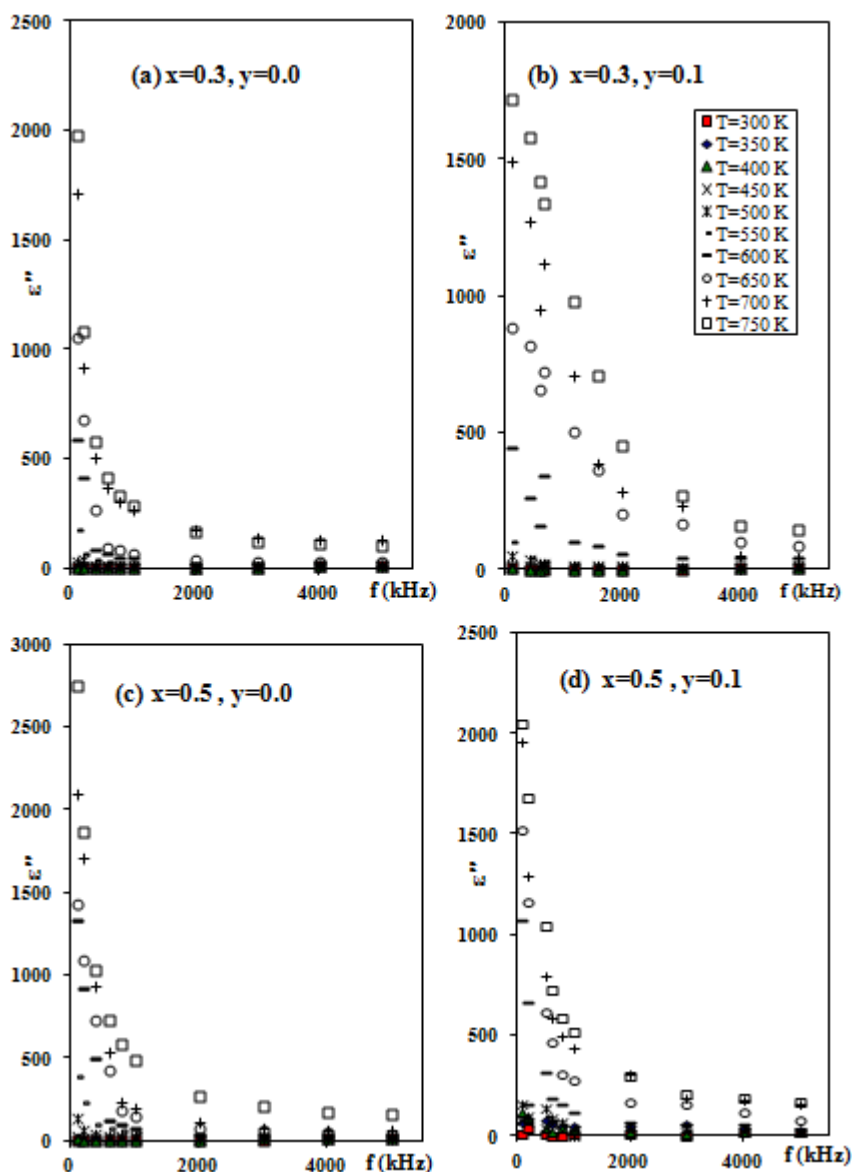 (a) x=0.3, y=0.0
2500
2000
1500
1000
500
0
ε"
0
2000
4000
f (kHz)
(b) x=0.3, y=0.1
2000
1500
1000
500
0
ε"
0
2000
4000
f (kHz)
T=300 K
T=350 K
T=400 K
T=450 K
T=500 K
T=550 K
T=600 K
T=650 K
T=700 K
T=750 K
(c) x=0.5 , y=0.0
3000
2500
2000
1500
1000
500
0
ε"
0
2000
4000
f (kHz)
(d) x=0.5 , y=0.1
2500
2000
1500
1000
500
0
ε"
0
2000
4000
f (kHz)